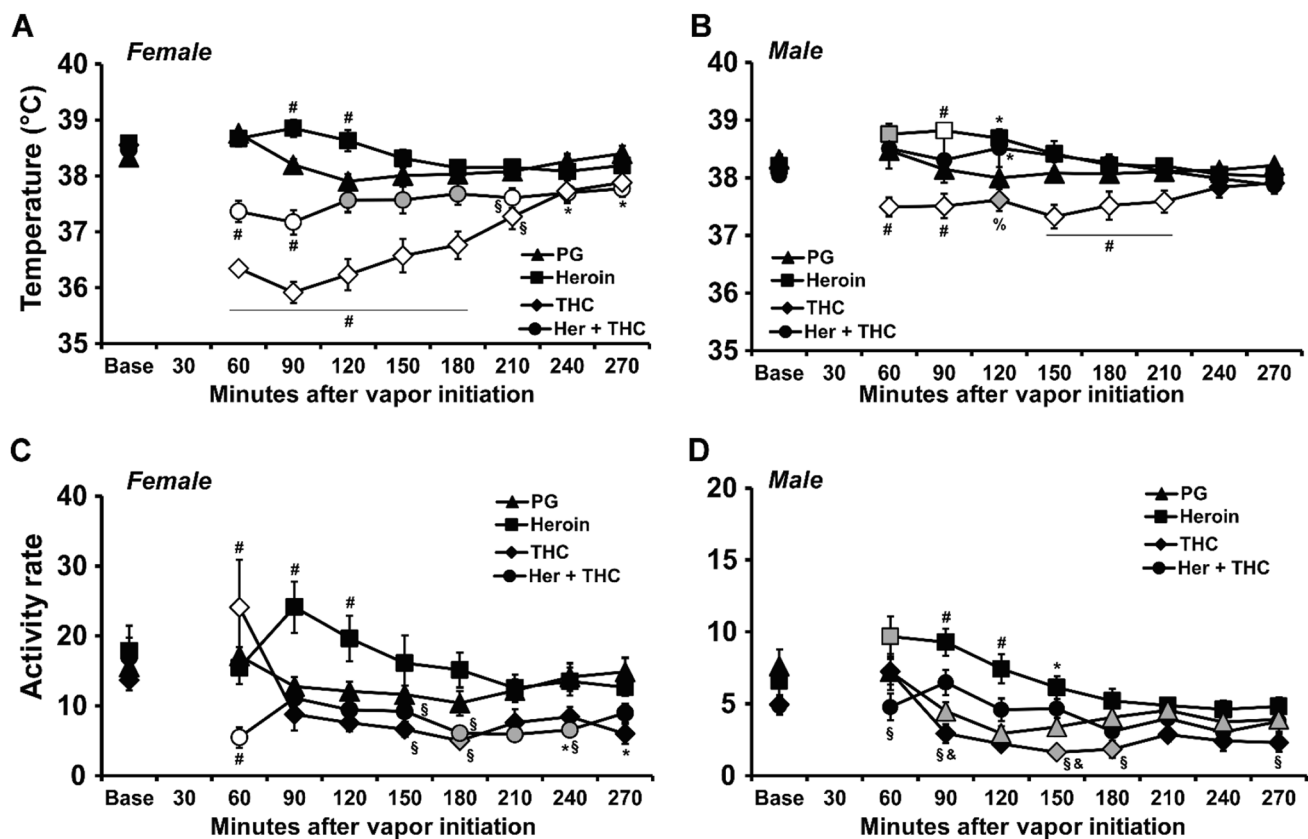 A
Female
40
39
38
37
36
35
Temperature (°C)
# #
# #
§ § * *
#
PG
Heroin
THC
Her + THC
Base 30 60 90 120 150 180 210 240 270
Minutes after vapor initiation
B
Male
40
39
38
37
36
35
# *
*
# # % #
PG
Heroin
THC
Her + THC
Base 30 60 90 120 150 180 210 240 270
Minutes after vapor initiation
C
Female
40
30
20
10
0
Activity rate
# # #
# § § § § *§ *
PG
Heroin
THC
Her + THC
Base 30 60 90 120 150 180 210 240 270
Minutes after vapor initiation
D
Male
20
15
10
5
0
# # *
§ §& §& § §
PG
Heroin
THC
Her + THC
Base 30 60 90 120 150 180 210 240 270
Minutes after vapor initiation